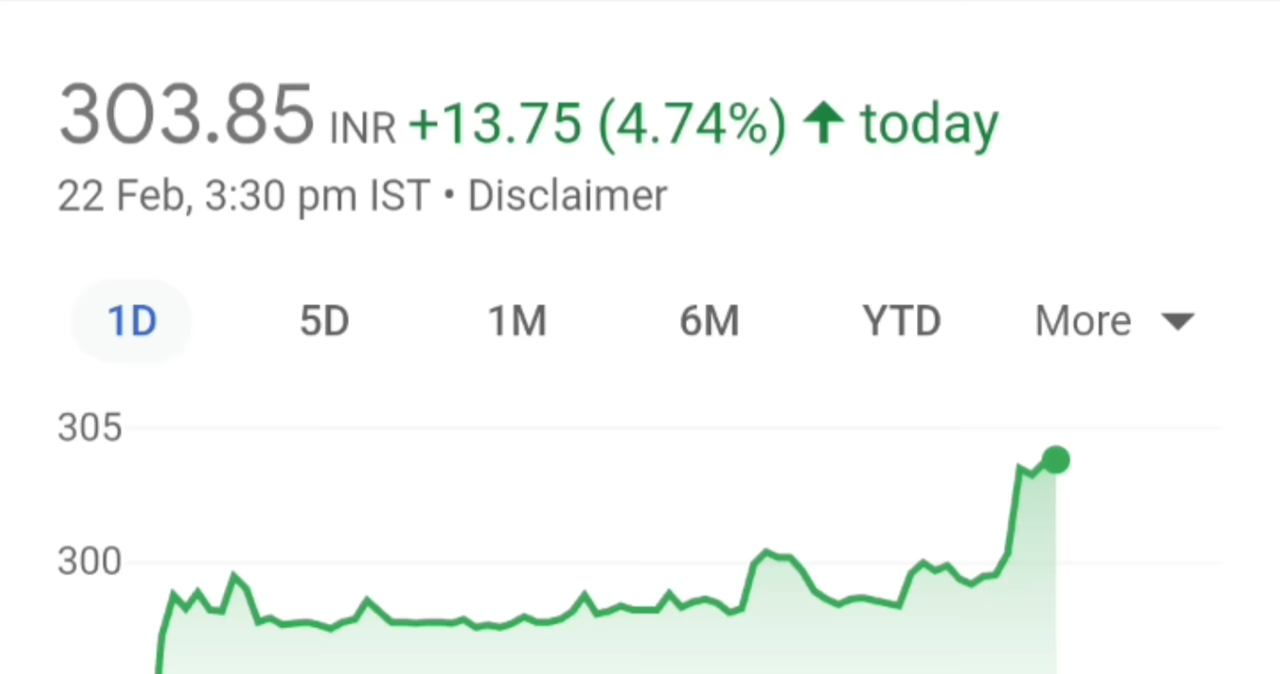 303.85 INR +13.75 (4.74%) ↑ today
22 Feb, 3:30 pm IST • Disclaimer
1D 5D 1M 6M YTD More
305
300